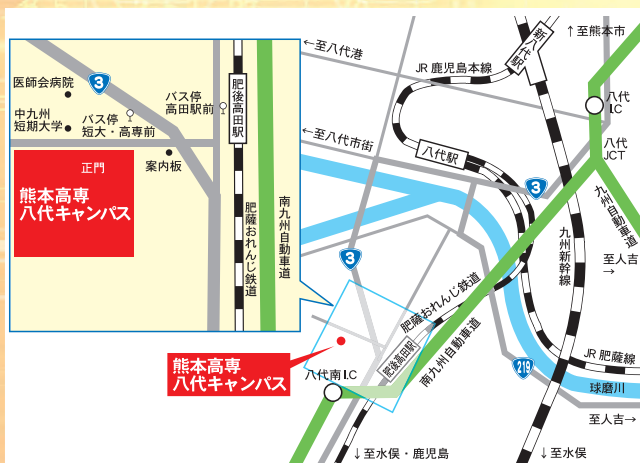 医師会病院
3
中九州
短期大学
バス停
短大・高専前
バス停
高田駅前
肥後高田駅
正門
案内板
熊本高専
八代キャンパス
肥薩おれんじ鉄道
南九州自動車道
←至八代港
JR 鹿児島本線
新八代駅
↑至熊本市
八代
I.C
八代
JCT
←至八代市街
八代駅
3
九州自動車道
九州新幹線
至人吉
→
3
肥薩おれんじ鉄道
肥後高田駅
南九州自動車道
熊本高専
八代キャンパス
八代南I.C
219
JR 肥薩線
球磨川
至人吉→
↓至水俣・鹿児島
↓至水俣